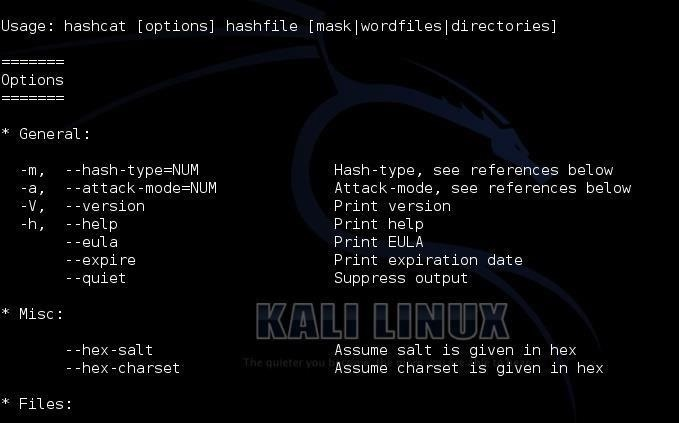 Usage: hashcat [options] hashfile [mask|wordfiles|directories]
=======
Options
=======
* General:
-m, --hash-type=NUM Hash-type, see references below
-a, --attack-mode=NUM Attack-mode, see references below
-V, --version Print version
-h, --help Print help
--eula Print EULA
--expire Print expiration date
--quiet Suppress output
* Misc:
KALI LINUX
--hex-salt Assume salt is given in hex
The quieter you
--hex-charset Assume charset is given in hex
* Files: